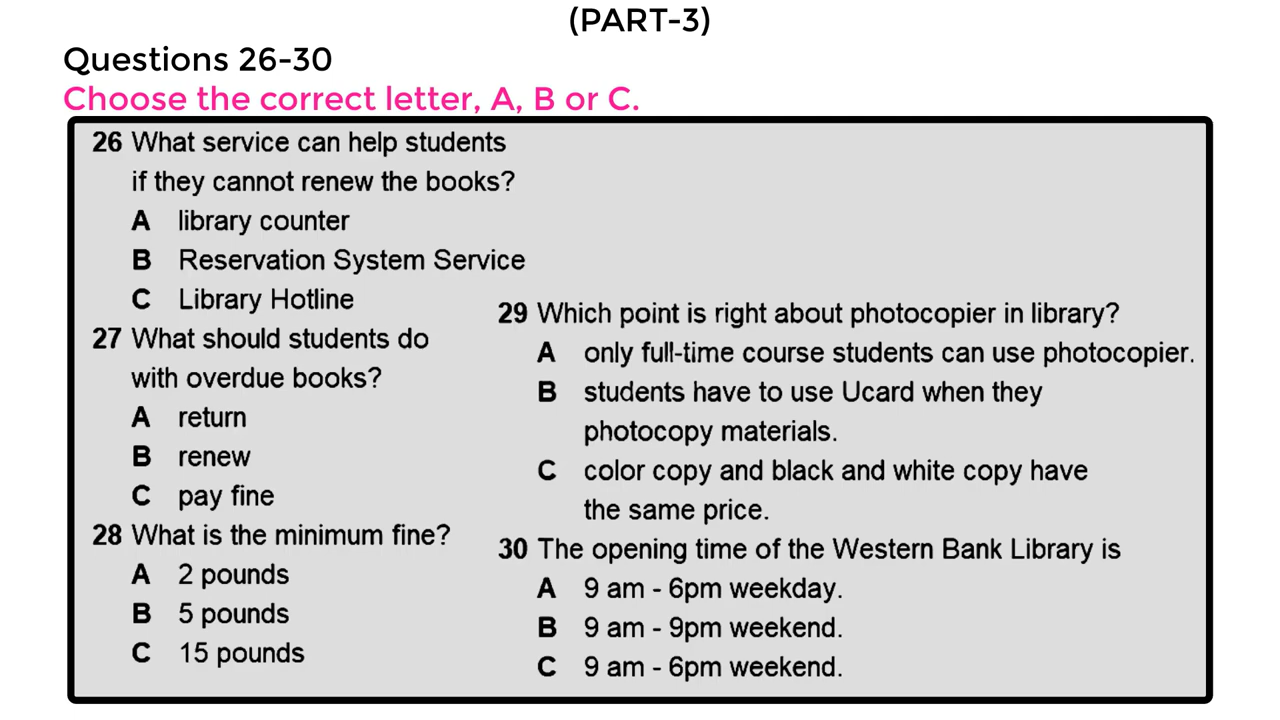 (PART-3)
Questions 26-30
Choose the correct letter, A, B or C.
26 What service can help students
if they cannot renew the books?
A library counter
B Reservation System Service
C Library Hotline
27 What should students do
with overdue books?
A return
B renew
C pay fine
28 What is the minimum fine?
A 2 pounds
B 5 pounds
C 15 pounds
29 Which point is right about photocopier in library?
A only full-time course students can use photocopier.
B students have to use Ucard when they
photocopy materials.
C color copy and black and white copy have
the same price.
30 The opening time of the Western Bank Library is
A 9 am - 6pm weekday.
B 9 am - 9pm weekend.
C 9 am - 6pm weekend.